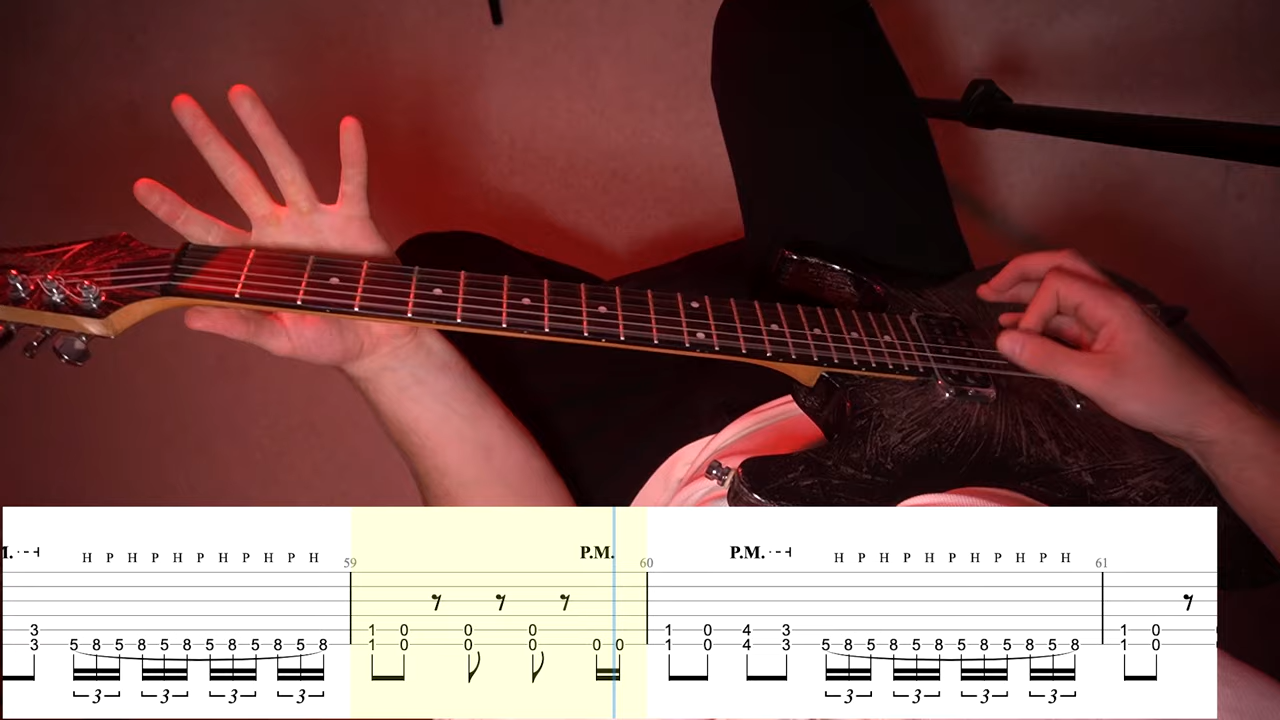 M.
P.M.
P.M.
H P H P H P H P H P H
H P H P H P H P H P H
59
60
61
3
1 0 0 0
1 0 4 3
1 0
3
5 8 5 8 5 8 5 8 5 8 5 8
1 0 0 0 0 0
1 0 4 3
5 8 5 8 5 8 5 8 5 8 5 8
1 0
3 3 3 3
3 3 3 3